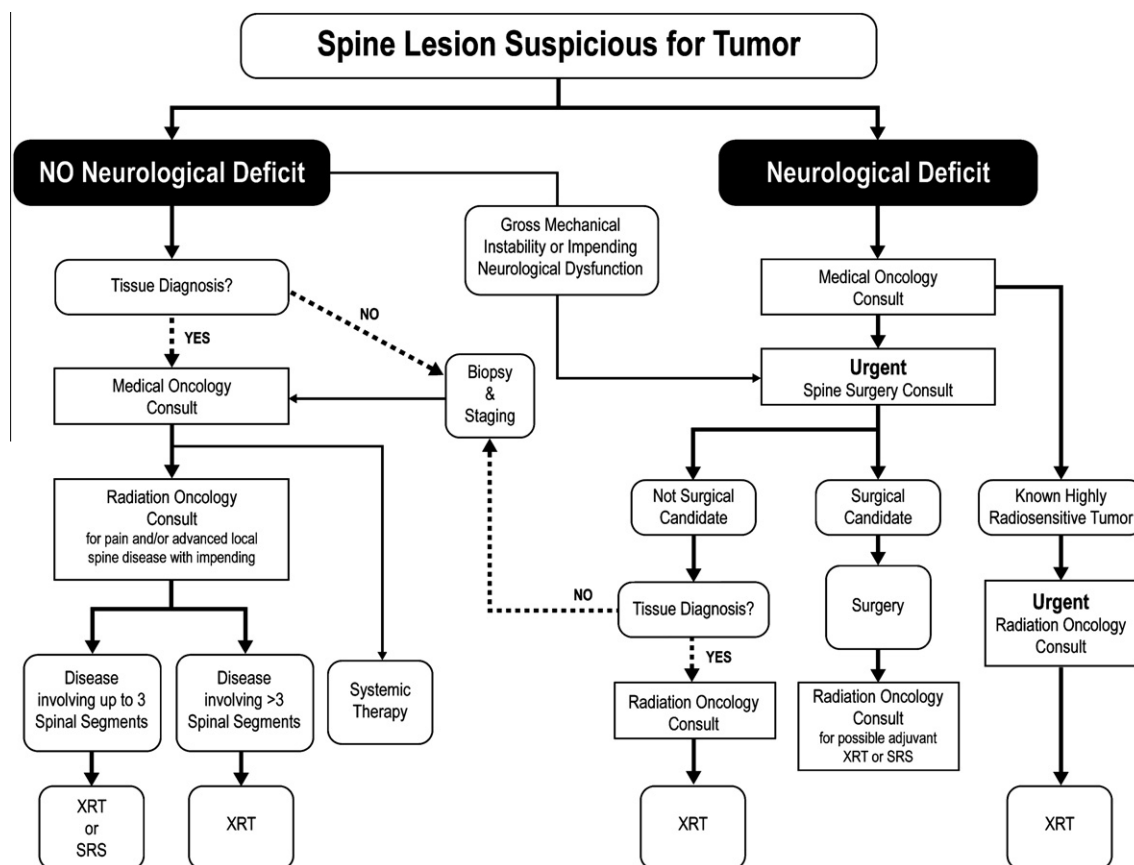 Spine Lesion Suspicious for Tumor
NO Neurological Deficit
Neurological Deficit
Gross Mechanical
Instability or Impending
Neurological Dysfunction
Tissue Diagnosis?
NO
YES
Medical Oncology
Consult
Biopsy
&
Staging
Medical Oncology
Consult
Urgent
Spine Surgery Consult
Radiation Oncology
Consult
for pain and/or advanced local
spine disease with impending
Disease
involving up to 3
Spinal Segments
Disease
involving >3
Spinal Segments
Systemic
Therapy
XRT
or
SRS
XRT
Not Surgical
Candidate
Surgical
Candidate
Known Highly
Radiosensitive Tumor
NO
Tissue Diagnosis?
YES
Surgery
Urgent
Radiation Oncology
Consult
Radiation Oncology
Consult
Radiation Oncology
Consult
for possible adjuvant
XRT or SRS
XRT
XRT